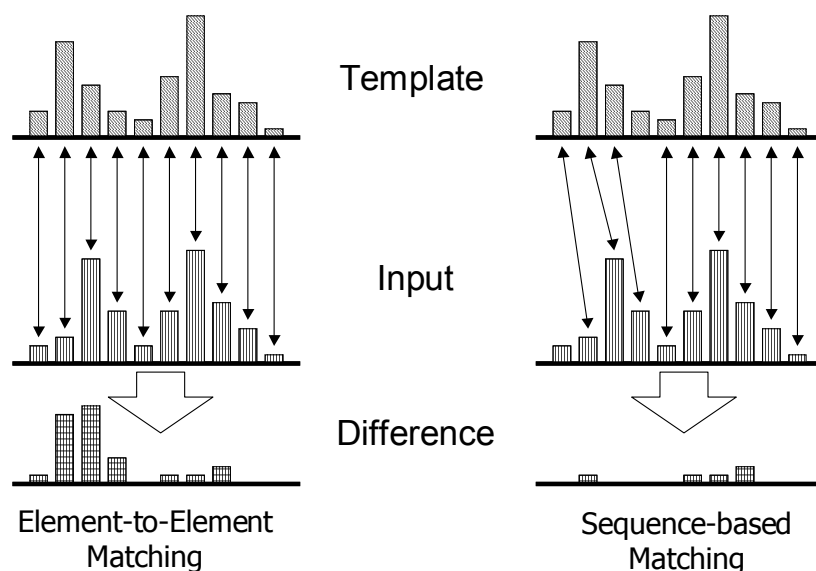 Template
Input
Difference
Element-to-Element
Matching
Sequence-based
Matching